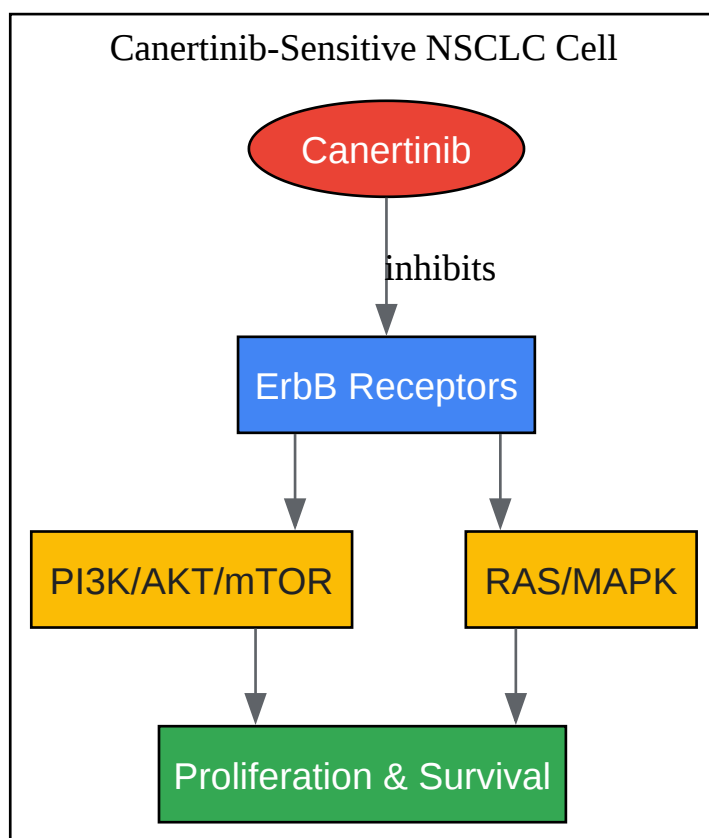 Canertinib-Sensitive NSCLC Cell
Canertinib
inhibits
ErbB Receptors
PI3K/AKT/mTOR
RAS/MAPK
Proliferation & Survival